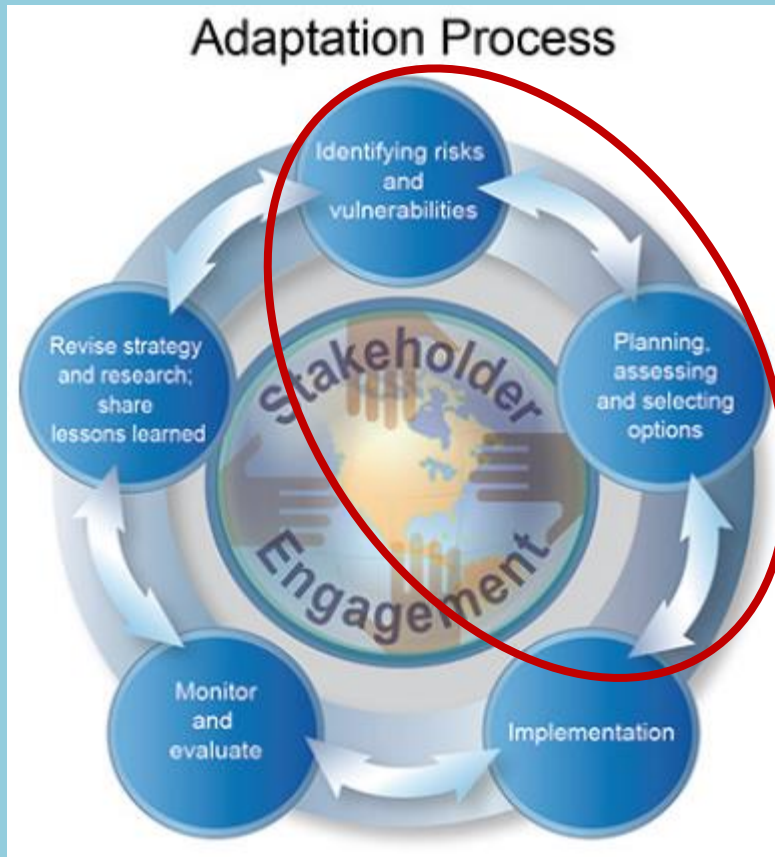 Adaptation Process
Identifying risks
and
vulnerabilities
Planning,
assessing
and selecting
options
Implementation
Monitor
and
evaluate
Revise strategy
and research;
share
lessons learned
Stakeholder
Engagement